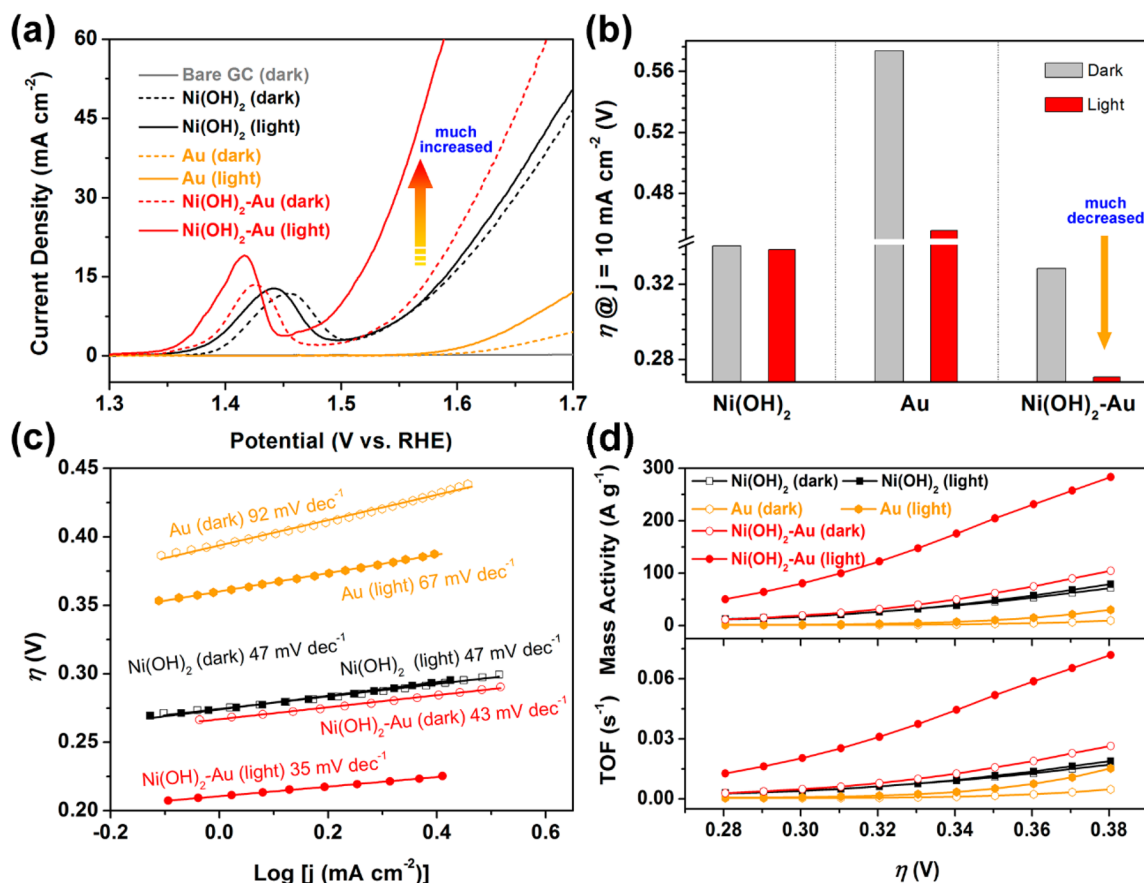 (a)
60
45
30
15
0
Current Density (mA cm⁻²)
Bare GC (dark)
Ni(OH)₂ (dark)
Ni(OH)₂ (light)
Au (dark)
Au (light)
Ni(OH)₂-Au (dark)
Ni(OH)₂-Au (light)
much
increased
1.3 1.4 1.5 1.6 1.7
Potential (V vs. RHE)
(b)
0.56
0.52
0.48
0.32
0.28
η @ j = 10 mA cm⁻² (V)
Dark
Light
much
decreased
Ni(OH)₂ Au Ni(OH)₂-Au
(c)
0.45
0.40
0.35
0.30
0.25
0.20
η (V)
Au (dark) 92 mV dec⁻¹
Au (light) 67 mV dec⁻¹
Ni(OH)₂ (dark) 47 mV dec⁻¹
Ni(OH)₂ (light) 47 mV dec⁻¹
Ni(OH)₂-Au (dark) 43 mV dec⁻¹
Ni(OH)₂-Au (light) 35 mV dec⁻¹
-0.2 0.0 0.2 0.4 0.6
Log [j (mA cm⁻²)]
(d)
300
250
200
150
100
50
0
Mass Activity (A g⁻¹)
Ni(OH)₂ (dark) Ni(OH)₂ (light)
Au (dark) Au (light)
Ni(OH)₂-Au (dark)
Ni(OH)₂-Au (light)
0.06
0.03
0.00
TOF (s⁻¹)
0.28 0.30 0.32 0.34 0.36 0.38
η (V)